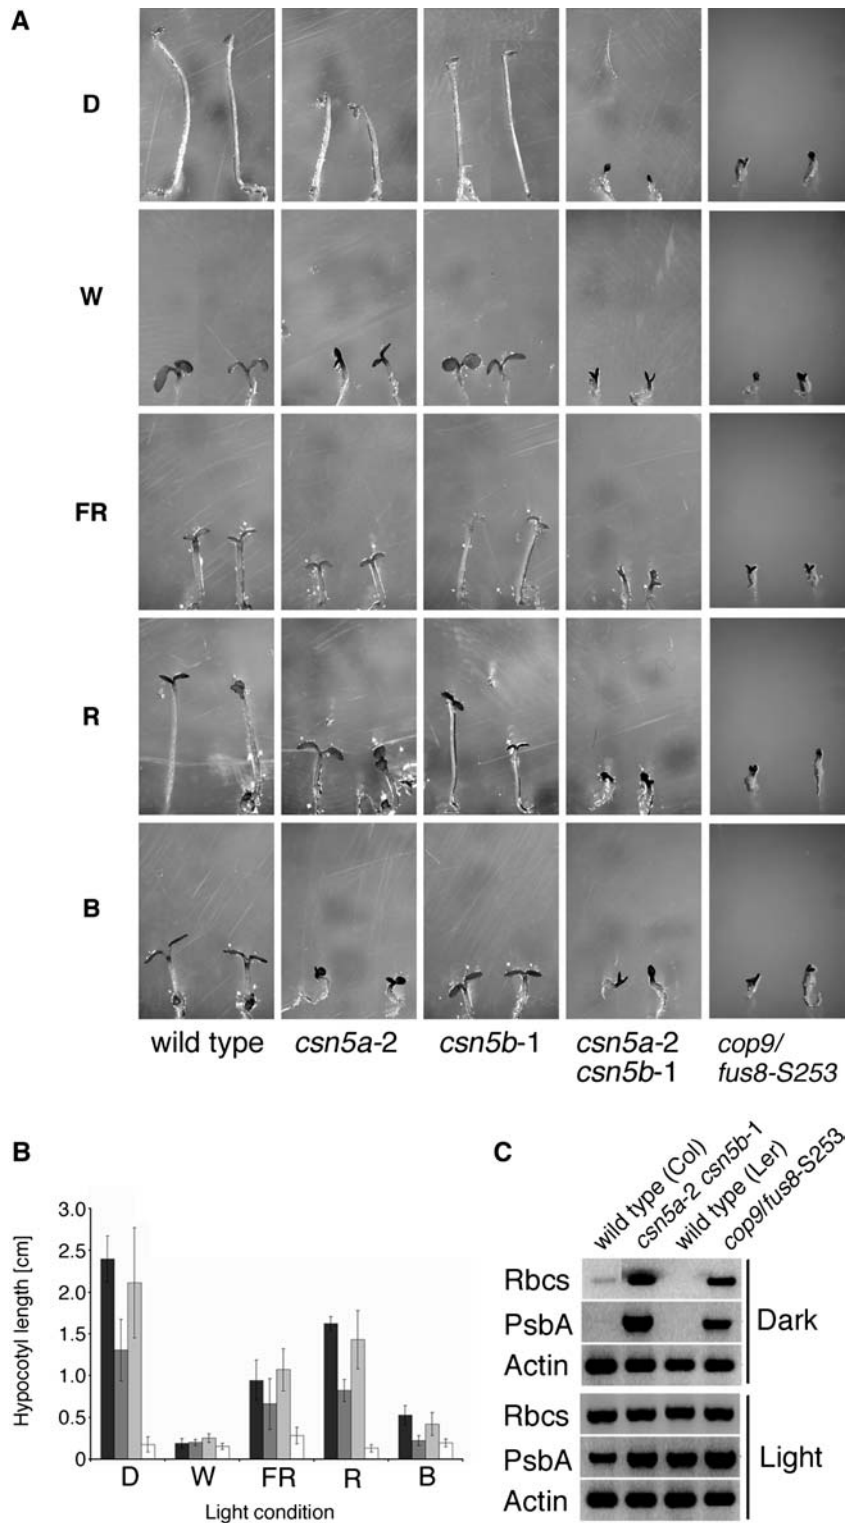 A
D
W
FR
R
B
wild type
csn5a-2
csn5b-1
csn5a-2
csn5b-1
cop9/
fus8-S253
B
Hypocotyl length [cm]
3.0
2.5
2.0
1.5
1.0
0.5
0
D W FR R B
Light condition
C
wild type (Col)
csn5a-2 csn5b-1
wild type (Ler)
cop9/fus8-S253
Rbcs
PsbA
Actin
Dark
Rbcs
PsbA
Actin
Light